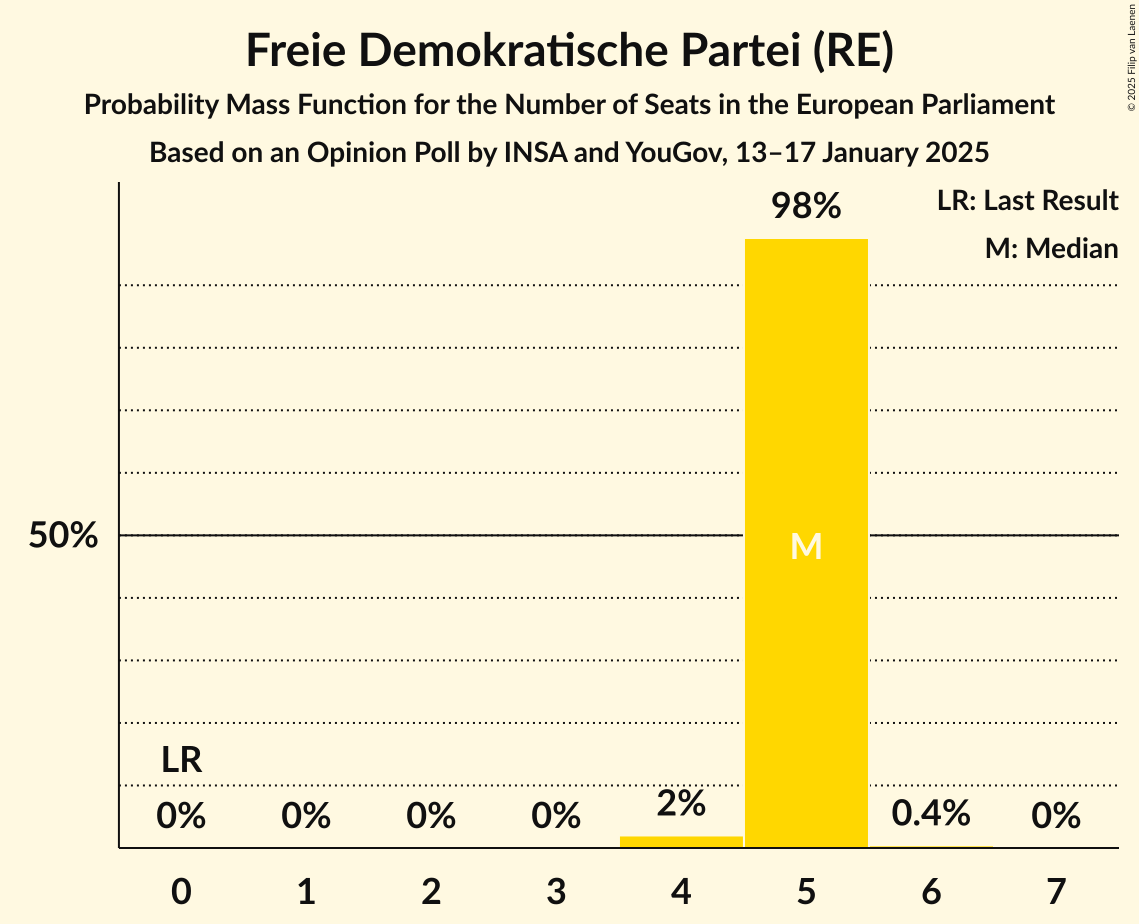 Freie Demokratische Partei (RE)
Probability Mass Function for the Number of Seats in the European Parliament
Based on an Opinion Poll by INSA and YouGov, 13–17 January 2025
© 2025 Filip van Laenen
LR: Last Result
M: Median
98%
50%
M
LR
0%
0%
0%
0%
2%
0.4%
0%
0
1
2
3
4
5
6
7